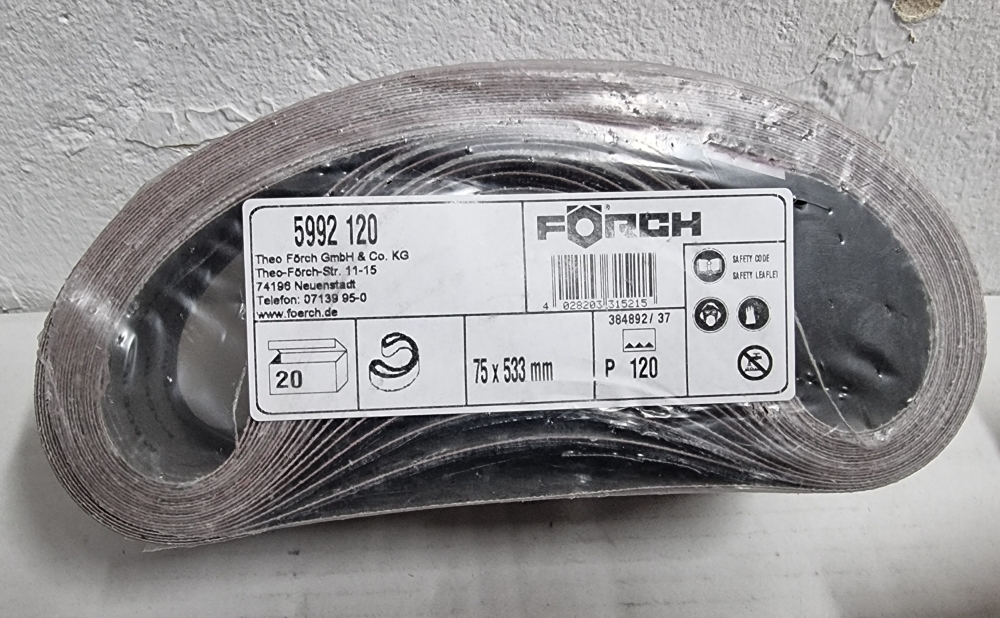 5992 120
Theo Förch GmbH & Co. KG
Theo-Förch-Str. 11-15
74196 Neuenstadt
Telefon: 07139 95-0
www.foerch.de
FÖRCH
4 028203 315215
SAFETY CODE
SAFETY LEAFLET
384892/ 37
20
75 x 533 mm
P 120